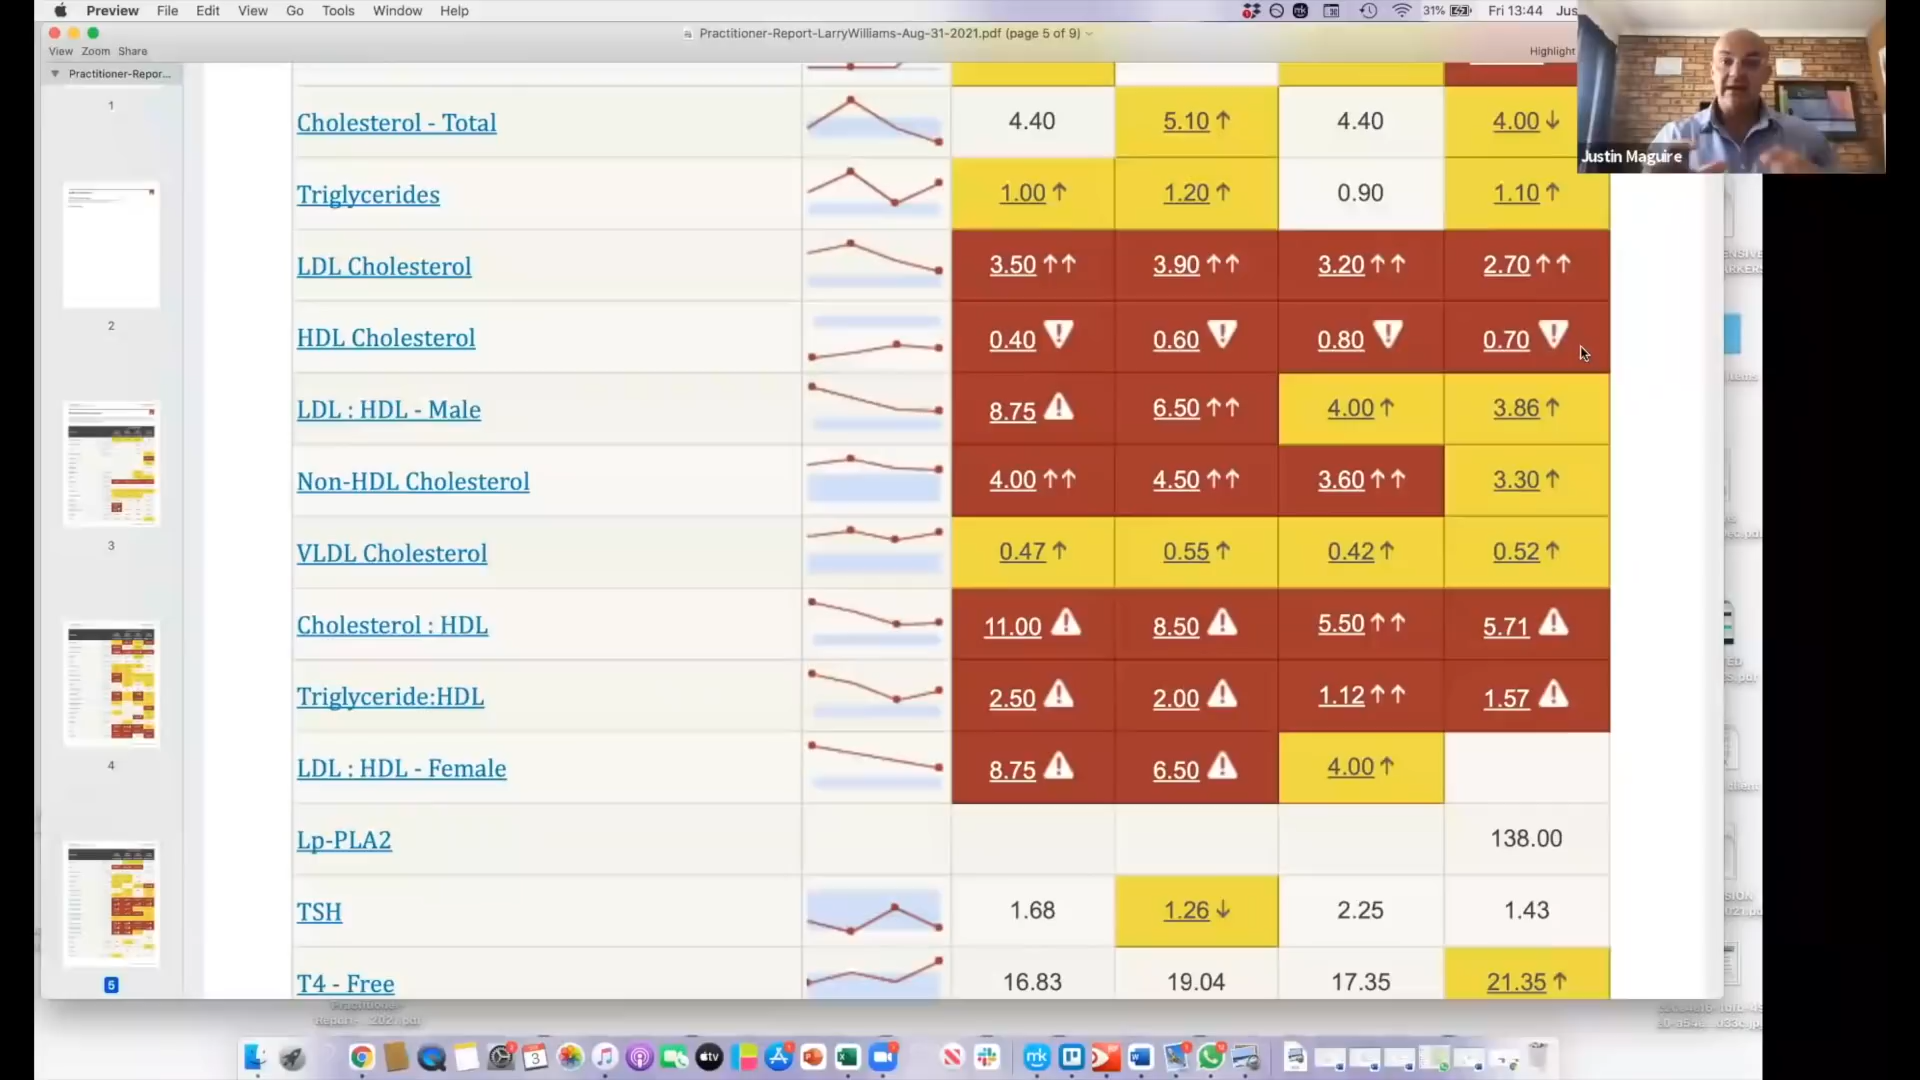 Preview File Edit View Go Tools Window Help 31% Fri 13:44 Jus
Practitioner-Report-LarryWilliams-Aug-31-2021.pdf (page 5 of 9)
View Zoom Share Highlight
Practitioner-Repor...
1
2
3
4
5
Justin Maguire
Cholesterol - Total 4.40 5.10 ↑ 4.40 4.00 ↓
Triglycerides 1.00 ↑ 1.20 ↑ 0.90 1.10 ↑
LDL Cholesterol 3.50 ↑↑ 3.90 ↑↑ 3.20 ↑↑ 2.70 ↑↑
HDL Cholesterol 0.40 ! 0.60 ! 0.80 ! 0.70 !
LDL : HDL - Male 8.75 ! 6.50 ↑↑ 4.00 ↑ 3.86 ↑
Non-HDL Cholesterol 4.00 ↑↑ 4.50 ↑↑ 3.60 ↑↑ 3.30 ↑
VLDL Cholesterol 0.47 ↑ 0.55 ↑ 0.42 ↑ 0.52 ↑
Cholesterol : HDL 11.00 ! 8.50 ! 5.50 ↑↑ 5.71 !
Triglyceride:HDL 2.50 ! 2.00 ! 1.12 ↑↑ 1.57 !
LDL : HDL - Female 8.75 ! 6.50 ! 4.00 ↑
Lp-PLA2 138.00
TSH 1.68 1.26 ↓ 2.25 1.43
T4 - Free 16.83 19.04 17.35 21.35 ↑